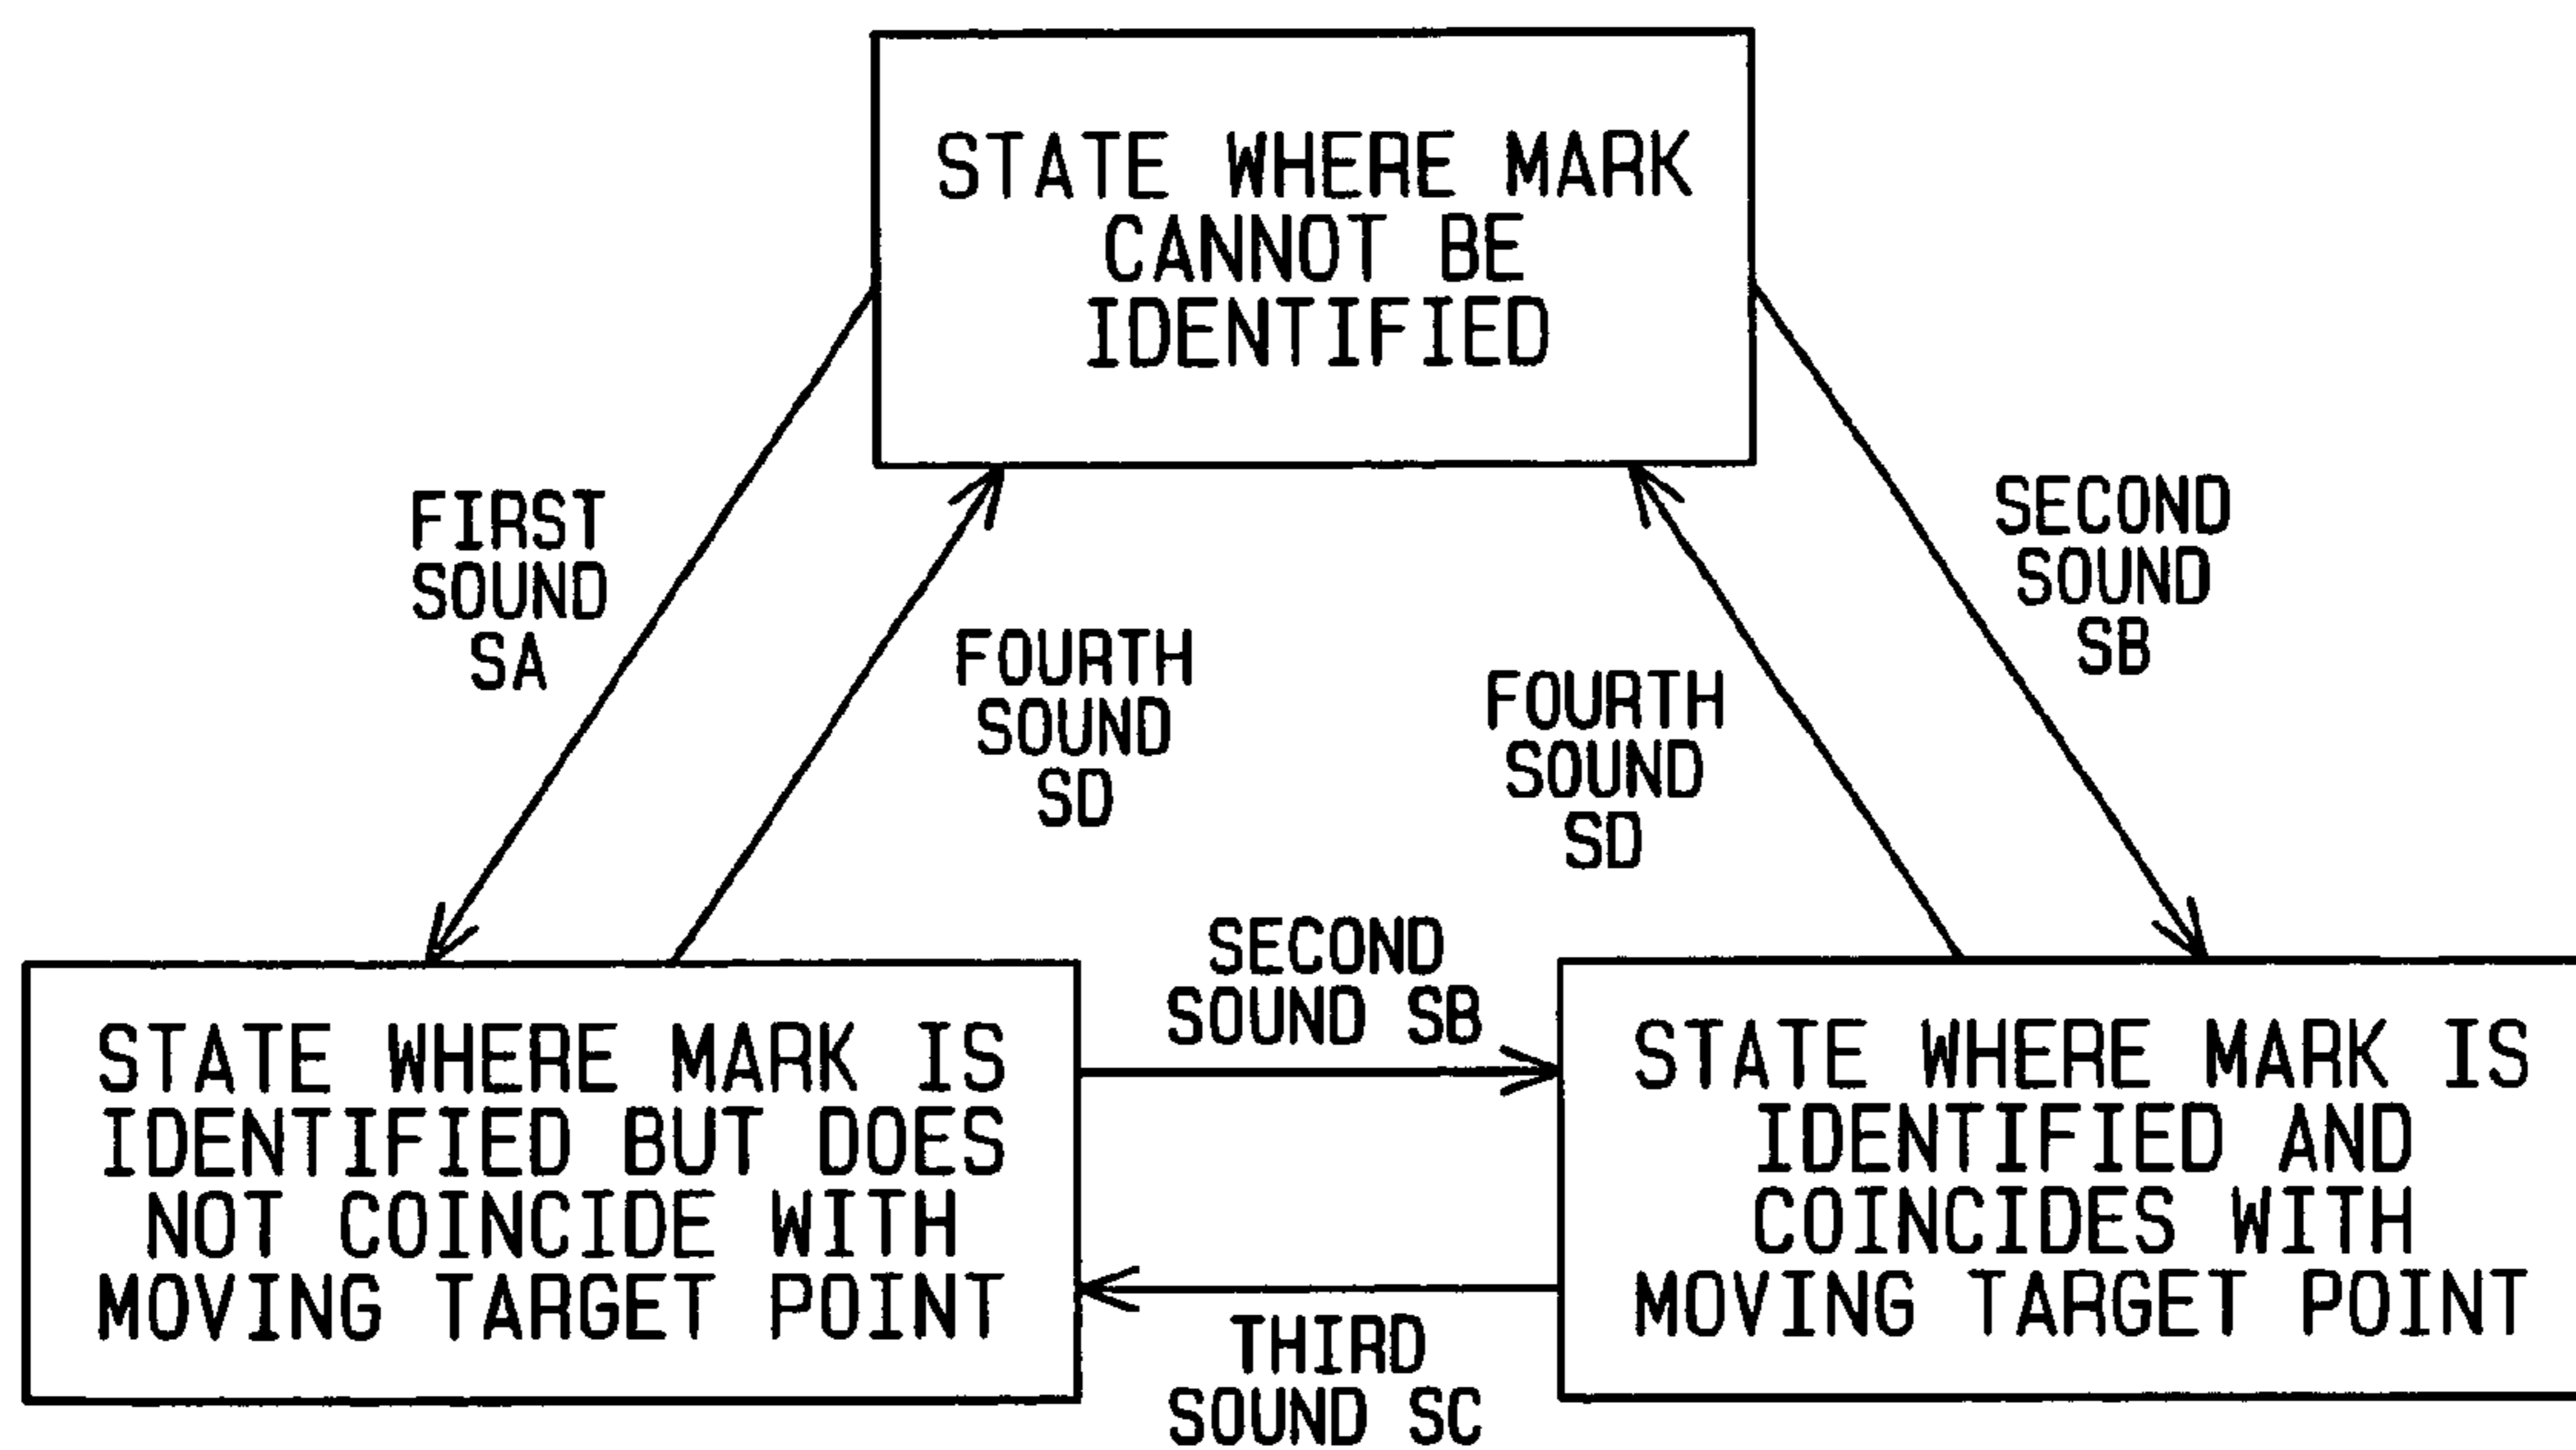 STATE WHERE MARK
CANNOT BE
IDENTIFIED
FIRST
SOUND
SA
FOURTH
SOUND
SD
FOURTH
SOUND
SD
SECOND
SOUND
SB
SECOND
SOUND SB
STATE WHERE MARK IS
IDENTIFIED BUT DOES
NOT COINCIDE WITH
MOVING TARGET POINT
STATE WHERE MARK IS
IDENTIFIED AND
COINCIDES WITH
MOVING TARGET POINT
THIRD
SOUND SC